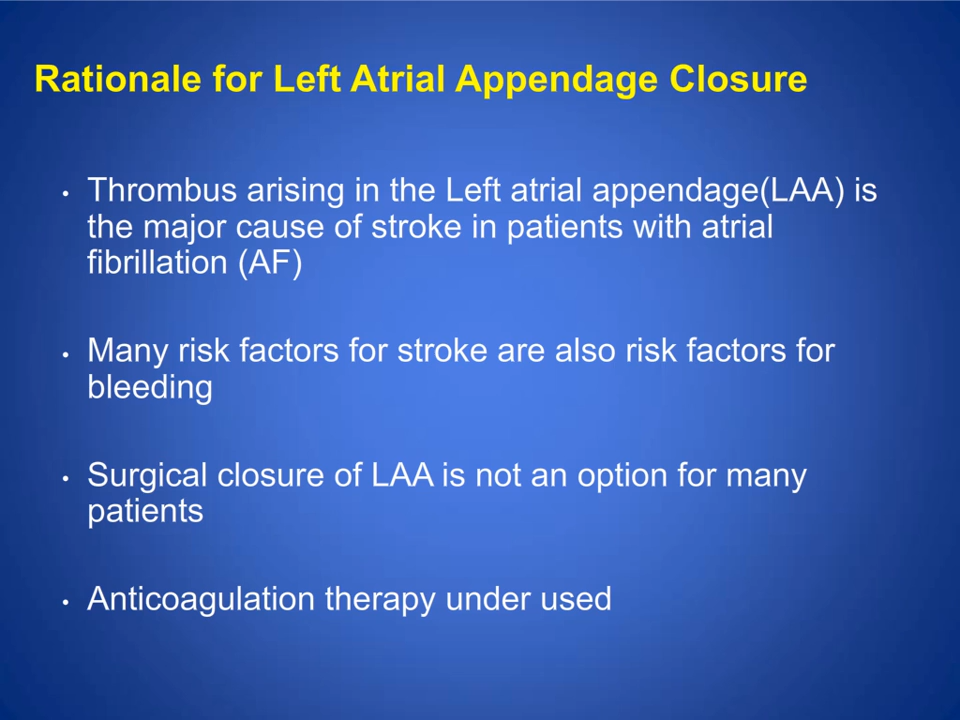 Rationale for Left Atrial Appendage Closure
• Thrombus arising in the Left atrial appendage(LAA) is
the major cause of stroke in patients with atrial
fibrillation (AF)
• Many risk factors for stroke are also risk factors for
bleeding
• Surgical closure of LAA is not an option for many
patients
• Anticoagulation therapy under used